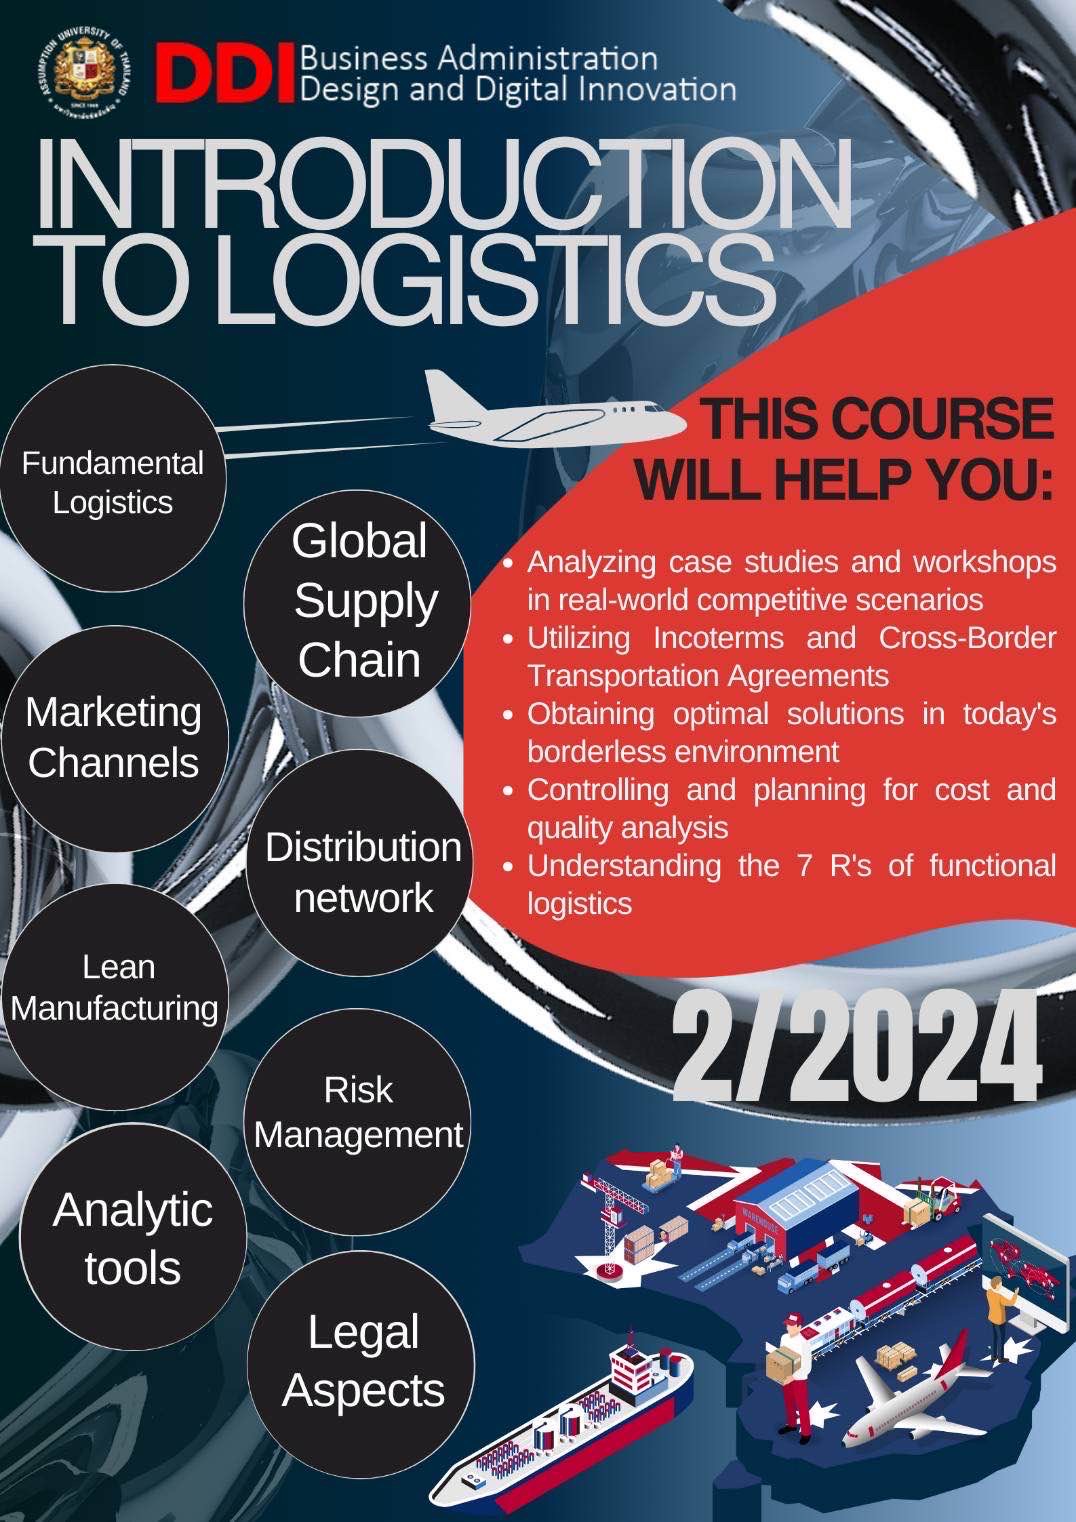 ASSUMPTION UNIVERSITY OF THAILAND
SINCE 1969
DDI
Business Administration
Design and Digital Innovation
INTRODUCTION
TO LOGISTICS
Fundamental
Logistics
Global
Supply
Chain
Marketing
Channels
Distribution
network
Lean
Manufacturing
Risk
Management
Analytic
tools
Legal
Aspects
THIS COURSE
WILL HELP YOU:
• Analyzing case studies and workshops
in real-world competitive scenarios
• Utilizing Incoterms and Cross-Border
Transportation Agreements
• Obtaining optimal solutions in today's
borderless environment
• Controlling and planning for cost and
quality analysis
• Understanding the 7 R's of functional
logistics
2/2024
WAREHOUSE